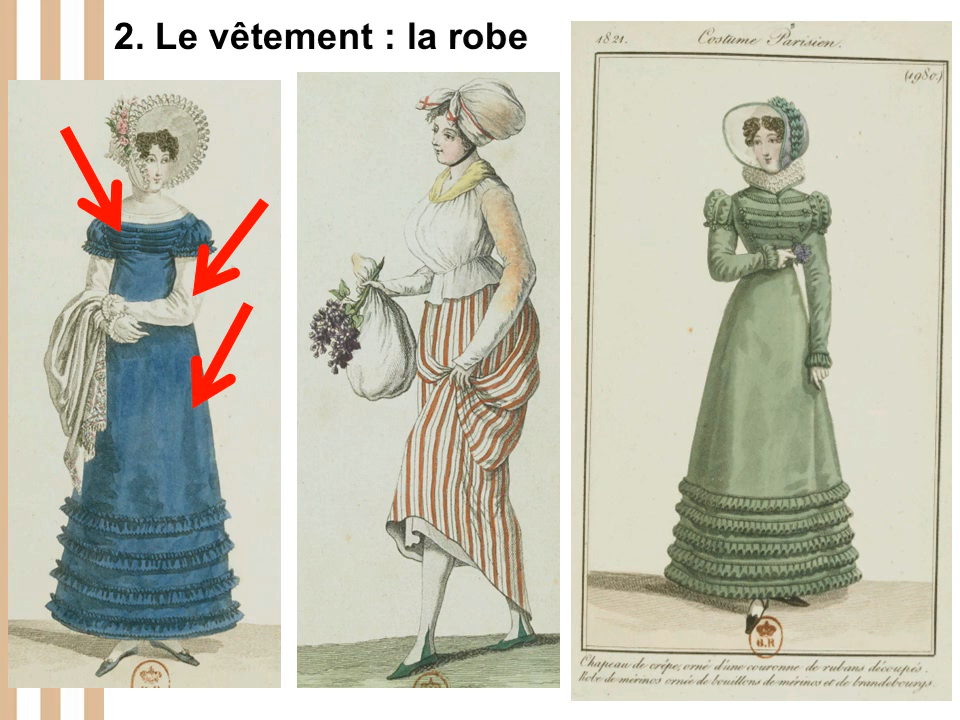 2. Le vêtement : la robe
1821.
Costume Parisien.
(1980.)
Chapeau de crêpe, orné d'une couronne de rubans découpés.
Robe de mérinos ornée de bouillons de mérinos et de brandebourgs.
B.R